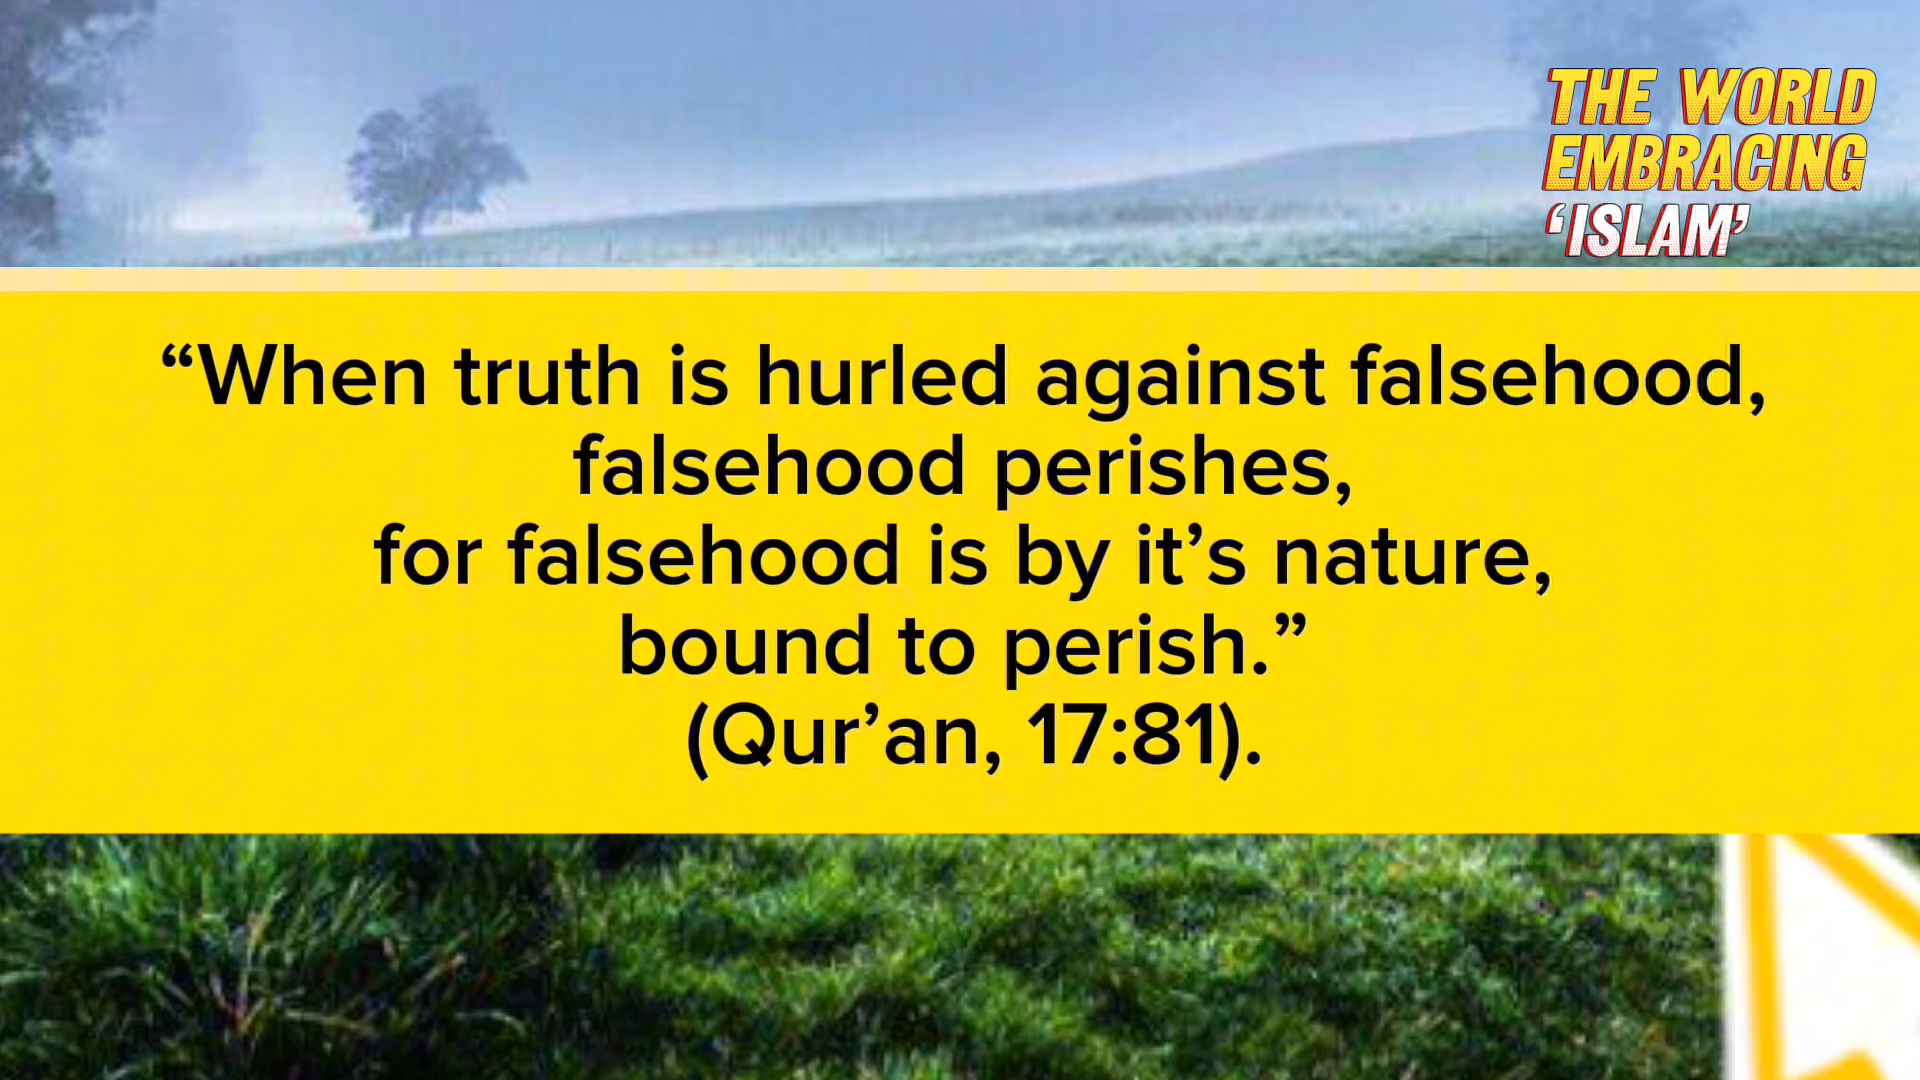 THE WORLD
EMBRACING
‘ISLAM’
“When truth is hurled against falsehood,
falsehood perishes,
for falsehood is by it’s nature,
bound to perish.”
(Qur’an, 17:81).